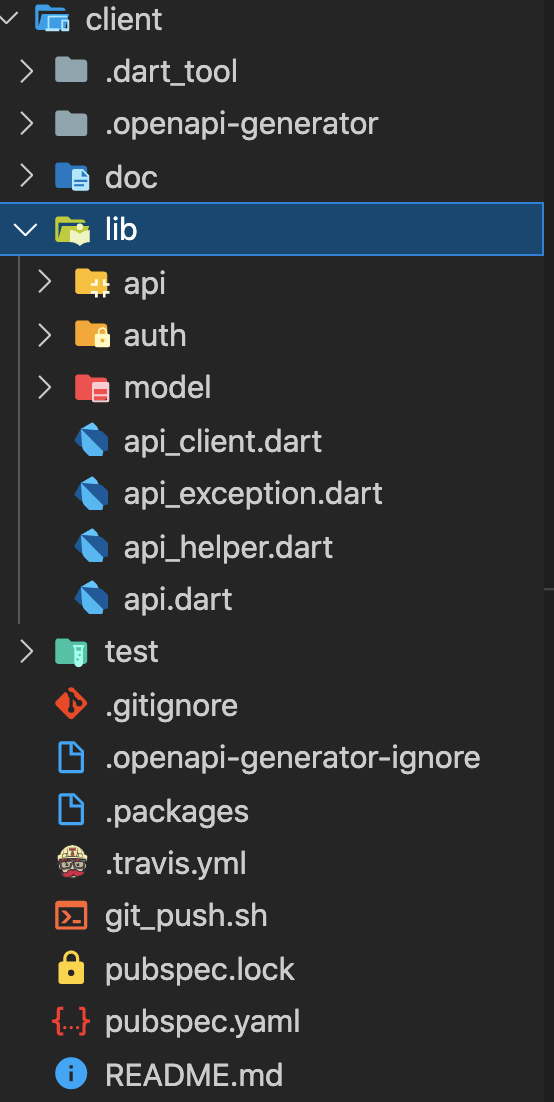 client
.dart_tool
.openapi-generator
doc
lib
api
auth
model
api_client.dart
api_exception.dart
api_helper.dart
api.dart
test
.gitignore
.openapi-generator-ignore
.packages
.travis.yml
git_push.sh
pubspec.lock
pubspec.yaml
README.md